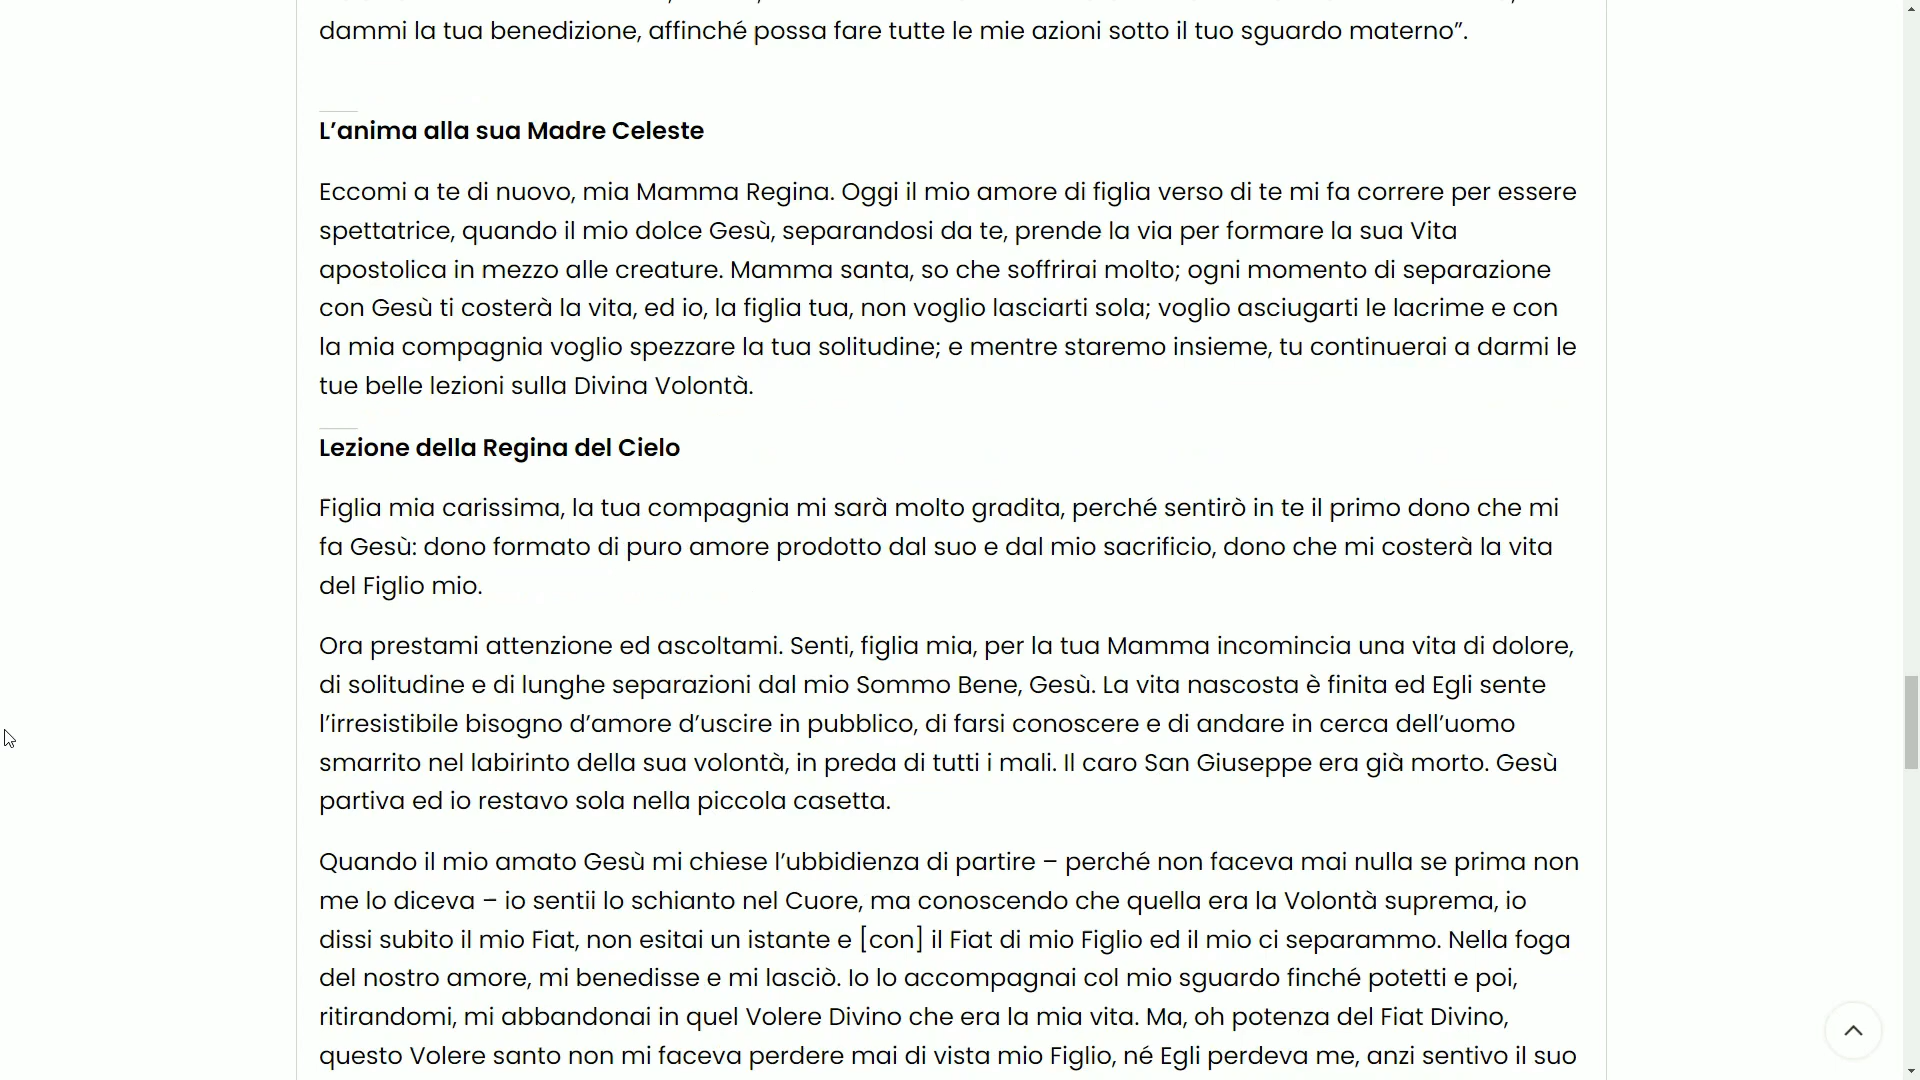 dammi la tua benedizione, affinché possa fare tutte le mie azioni sotto il tuo sguardo materno”.
L’anima alla sua Madre Celeste
Eccomi a te di nuovo, mia Mamma Regina. Oggi il mio amore di figlia verso di te mi fa correre per essere
spettatrice, quando il mio dolce Gesù, separandosi da te, prende la via per formare la sua Vita
apostolica in mezzo alle creature. Mamma santa, so che soffrirai molto; ogni momento di separazione
con Gesù ti costerà la vita, ed io, la figlia tua, non voglio lasciarti sola; voglio asciugarti le lacrime e con
la mia compagnia voglio spezzare la tua solitudine; e mentre staremo insieme, tu continuerai a darmi le
tue belle lezioni sulla Divina Volontà.
Lezione della Regina del Cielo
Figlia mia carissima, la tua compagnia mi sarà molto gradita, perché sentirò in te il primo dono che mi
fa Gesù: dono formato di puro amore prodotto dal suo e dal mio sacrificio, dono che mi costerà la vita
del Figlio mio.
Ora prestami attenzione ed ascoltami. Senti, figlia mia, per la tua Mamma incomincia una vita di dolore,
di solitudine e di lunghe separazioni dal mio Sommo Bene, Gesù. La vita nascosta è finita ed Egli sente
l’irresistibile bisogno d’amore d’uscire in pubblico, di farsi conoscere e di andare in cerca dell’uomo
smarrito nel labirinto della sua volontà, in preda di tutti i mali. Il caro San Giuseppe era già morto. Gesù
partiva ed io restavo sola nella piccola casetta.
Quando il mio amato Gesù mi chiese l’ubbidienza di partire – perché non faceva mai nulla se prima non
me lo diceva – io sentii lo schianto nel Cuore, ma conoscendo che quella era la Volontà suprema, io
dissi subito il mio Fiat, non esitai un istante e [con] il Fiat di mio Figlio ed il mio ci separammo. Nella foga
del nostro amore, mi benedisse e mi lasciò. Io lo accompagnai col mio sguardo finché potetti e poi,
ritirandomi, mi abbandonai in quel Volere Divino che era la mia vita. Ma, oh potenza del Fiat Divino,
questo Volere santo non mi faceva perdere mai di vista mio Figlio, né Egli perdeva me, anzi sentivo il suo